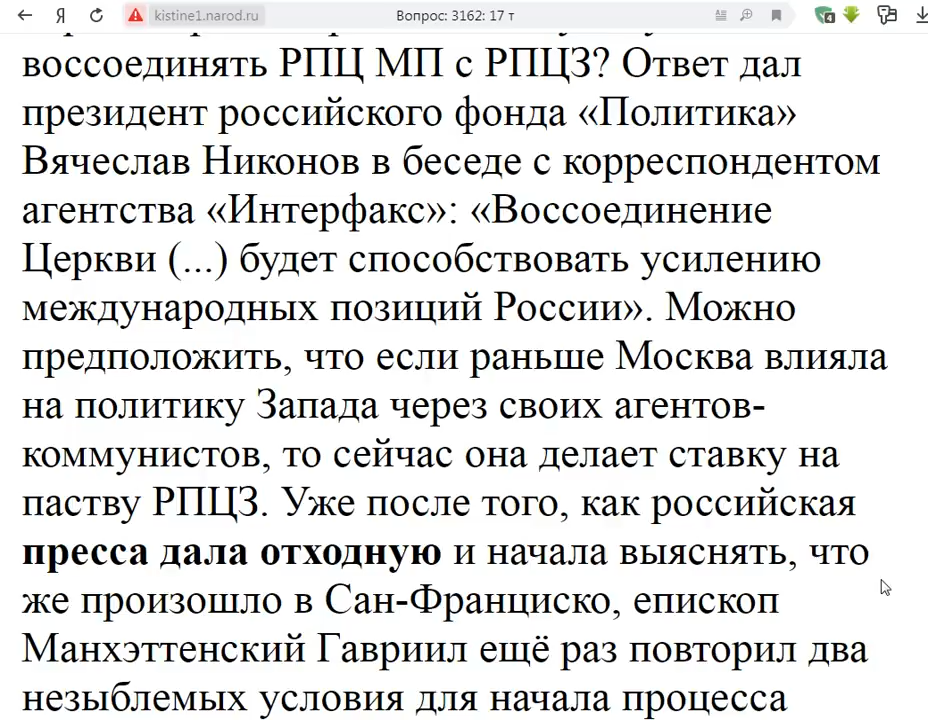 kistine1.narod.ru
Вопрос: 3162: 17 т
воссоединять РПЦ МП с РПЦЗ? Ответ дал
президент российского фонда «Политика»
Вячеслав Никонов в беседе с корреспондентом
агентства «Интерфакс»: «Воссоединение
Церкви (...) будет способствовать усилению
международных позиций России». Можно
предположить, что если раньше Москва влияла
на политику Запада через своих агентов-
коммунистов, то сейчас она делает ставку на
паству РПЦЗ. Уже после того, как российская
пресса дала отходную и начала выяснять, что
же произошло в Сан-Франциско, епископ
Манхэттенский Гавриил ещё раз повторил два
незыблемых условия для начала процесса